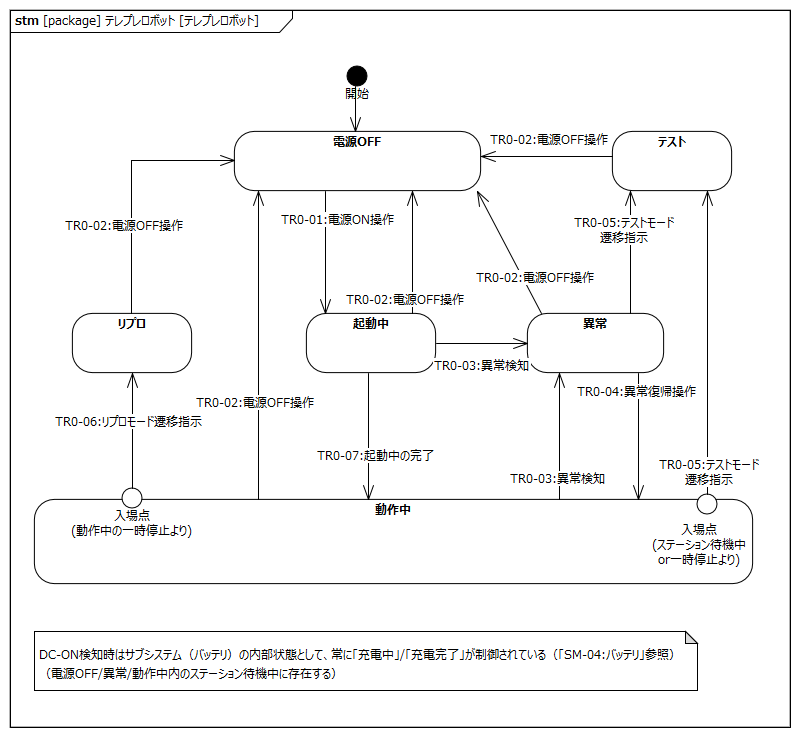 stm [package] テレプレロボット [テレプレロボット]
開始
電源OFF
テスト
TR0-02:電源OFF操作
TR0-02:電源OFF操作
TR0-01:電源ON操作
TR0-05:テストモード
遷移指示
TR0-02:電源OFF操作
TR0-02:電源OFF操作
リプロ
起動中
異常
TR0-03:異常検知
TR0-02:電源OFF操作
TR0-04:異常復帰操作
TR0-06:リプロモード遷移指示
TR0-07:起動中の完了
TR0-03:異常検知
TR0-05:テストモード
遷移指示
動作中
入場点
(動作中の一時停止より)
入場点
(ステーション待機中
or一時停止より)
DC-ON検知時はサブシステム（バッテリ）の内部状態として、常に「充電中」/「充電完了」が制御されている（「SM-04:バッテリ」参照）
（電源OFF/異常/動作中内のステーション待機中に存在する）